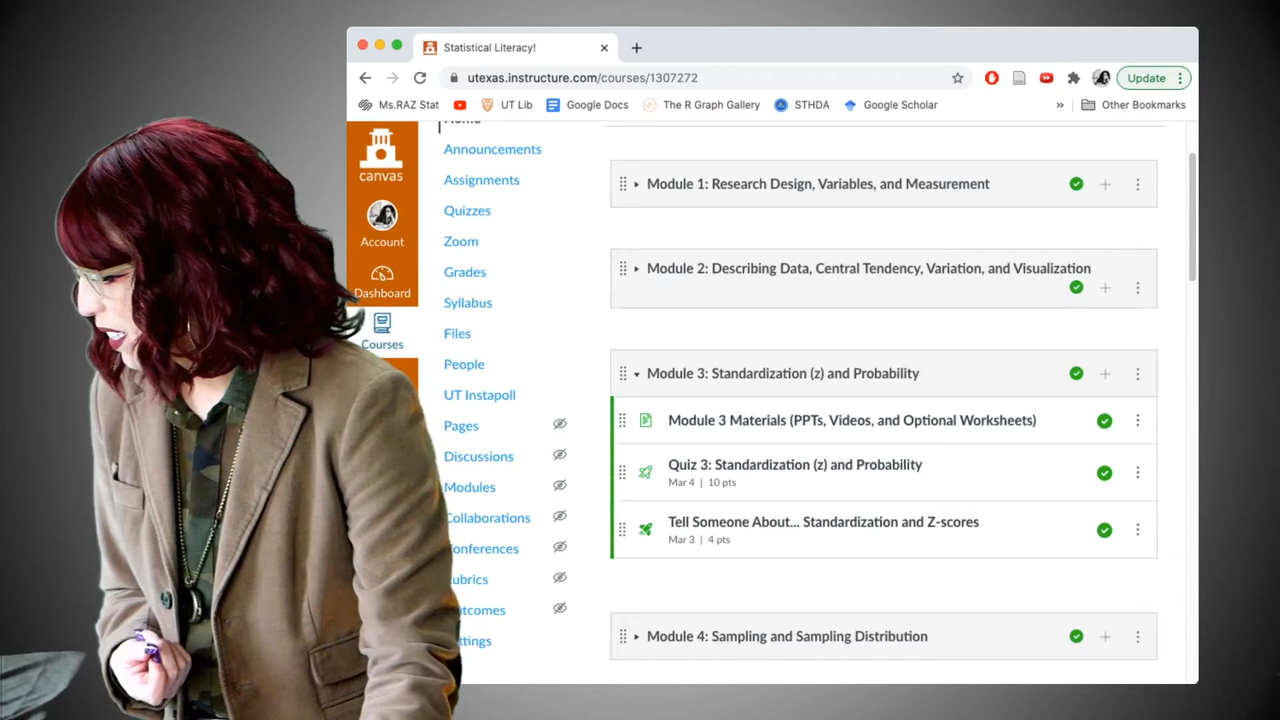 Statistical Literacy!
utexas.instructure.com/courses/1307272
Update
Ms.RAZ Stat
UT Lib
Google Docs
The R Graph Gallery
STHDA
Google Scholar
»
Other Bookmarks
canvas
Account
Dashboard
Courses
Home
Announcements
Assignments
Quizzes
Zoom
Grades
Syllabus
Files
People
UT Instapoll
Pages
Discussions
Modules
Collaborations
onferences
ubrics
utcomes
ttings
Module 1: Research Design, Variables, and Measurement
Module 2: Describing Data, Central Tendency, Variation, and Visualization
Module 3: Standardization (z) and Probability
Module 3 Materials (PPTs, Videos, and Optional Worksheets)
Quiz 3: Standardization (z) and Probability
Mar 4 | 10 pts
Tell Someone About... Standardization and Z-scores
Mar 3 | 4 pts
Module 4: Sampling and Sampling Distribution